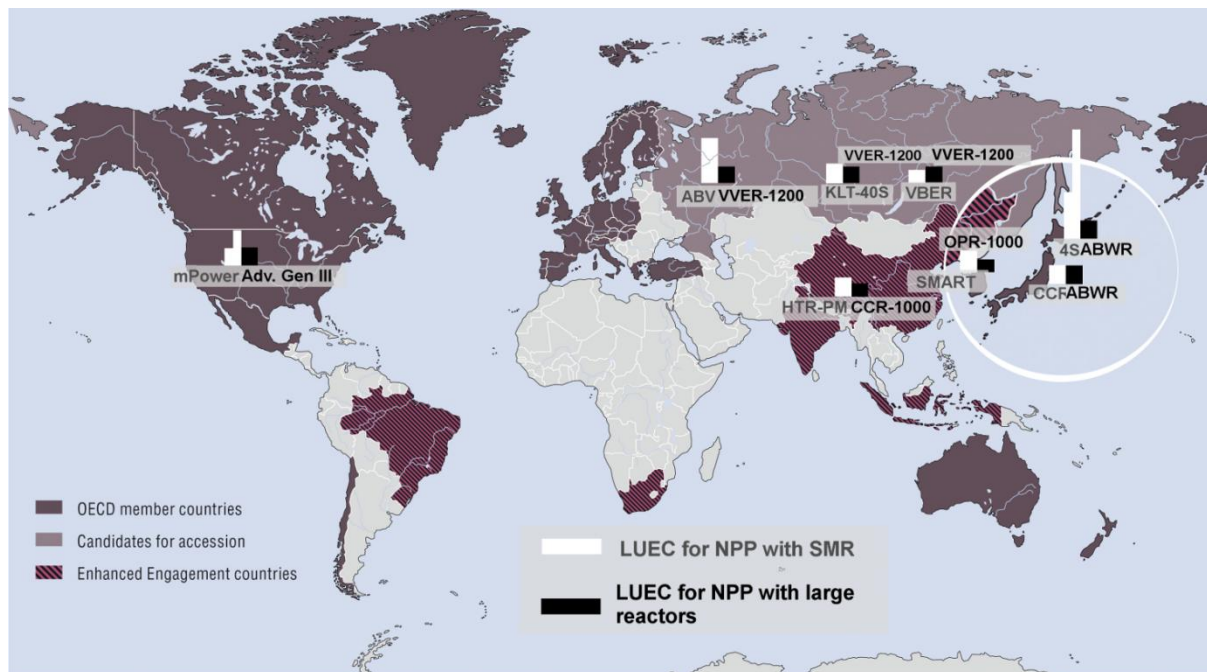 VVER-1200 VVER-1200
ABV VVER-1200
KLT-40S
VBER
OPR-1000
4S ABWR
mPower Adv. Gen III
SMART
CCR ABWR
HTR-PM CCR-1000
OECD member countries
Candidates for accession
Enhanced Engagement countries
LUEC for NPP with SMR
LUEC for NPP with large
reactors